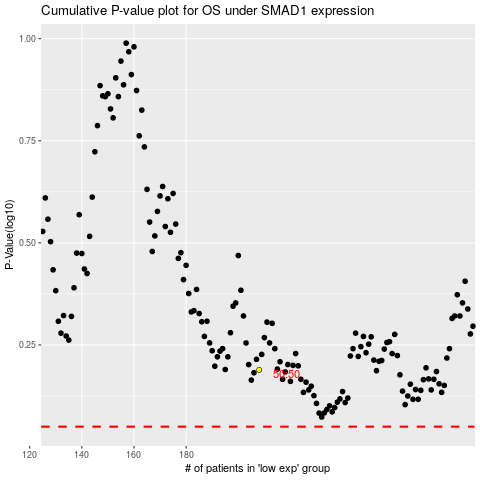 Cumulative P-value plot for OS under SMAD1 expression
P-Value(log10)
1.00
0.75
0.50
0.25
50:50
120 140 160 180
# of patients in 'low exp' group